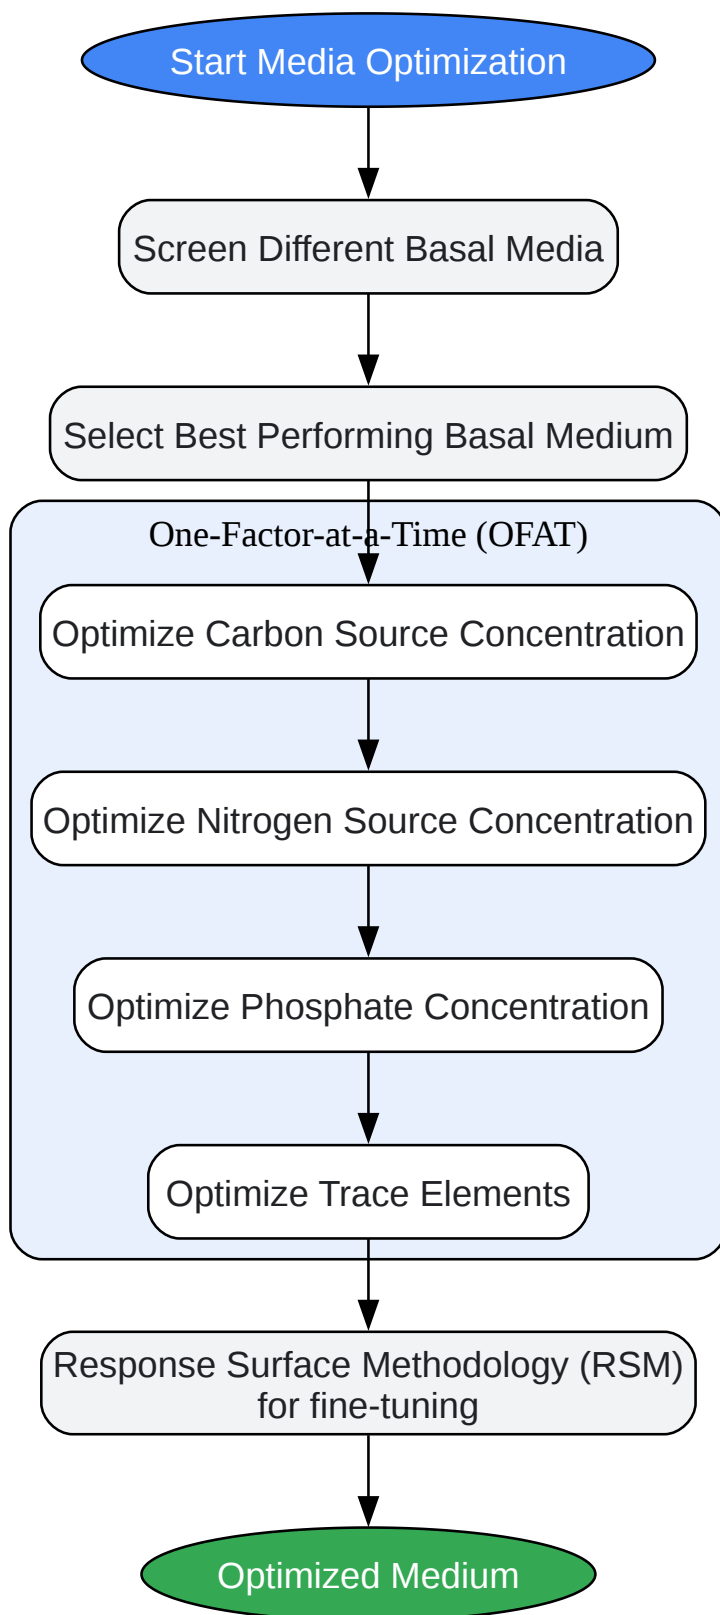 Start Media Optimization
Screen Different Basal Media
Select Best Performing Basal Medium
One-Factor-at-a-Time (OFAT)
Optimize Carbon Source Concentration
Optimize Nitrogen Source Concentration
Optimize Phosphate Concentration
Optimize Trace Elements
Response Surface Methodology (RSM)
for fine-tuning
Optimized Medium